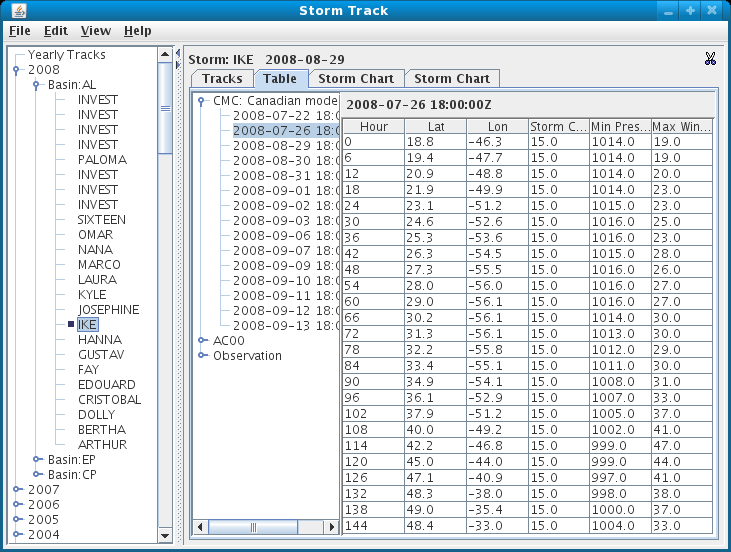 Storm Track
File Edit View Help
Yearly Tracks
2008
Basin:AL
INVEST
INVEST
INVEST
INVEST
PALOMA
INVEST
INVEST
INVEST
SIXTEEN
OMAR
NANA
MARCO
LAURA
KYLE
JOSEPHINE
IKE
HANNA
GUSTAV
FAY
EDOUARD
CRISTOBAL
DOLLY
BERTHA
ARTHUR
Basin:EP
Basin:CP
2007
2006
2005
2004
Storm: IKE 2008-08-29
Tracks Table Storm Chart Storm Chart
CMC: Canadian mode
2008-07-22 18:0
2008-07-26 18:0
2008-08-29 18:0
2008-08-30 18:0
2008-08-31 18:0
2008-09-01 18:0
2008-09-02 18:0
2008-09-03 18:0
2008-09-06 18:0
2008-09-07 18:0
2008-09-09 18:0
2008-09-10 18:0
2008-09-11 18:0
2008-09-12 18:0
2008-09-13 18:0
AC00
Observation
2008-07-26 18:00:00Z
Hour Lat Lon Storm C... Min Pres... Max Win...
0 18.8 -46.3 15.0 1014.0 19.0
6 19.4 -47.7 15.0 1014.0 19.0
12 20.9 -48.8 15.0 1014.0 20.0
18 21.9 -49.9 15.0 1014.0 23.0
24 23.1 -51.2 15.0 1015.0 23.0
30 24.6 -52.6 15.0 1016.0 25.0
36 25.3 -53.6 15.0 1016.0 23.0
42 26.3 -54.5 15.0 1015.0 28.0
48 27.3 -55.5 15.0 1016.0 26.0
54 28.0 -56.0 15.0 1016.0 27.0
60 29.0 -56.1 15.0 1016.0 27.0
66 30.2 -56.1 15.0 1014.0 30.0
72 31.3 -56.1 15.0 1013.0 30.0
78 32.2 -55.8 15.0 1012.0 29.0
84 33.4 -55.1 15.0 1011.0 30.0
90 34.9 -54.1 15.0 1008.0 31.0
96 36.1 -52.9 15.0 1007.0 33.0
102 37.9 -51.2 15.0 1005.0 37.0
108 40.0 -49.2 15.0 1002.0 41.0
114 42.2 -46.8 15.0 999.0 47.0
120 45.0 -44.0 15.0 999.0 44.0
126 47.1 -40.9 15.0 997.0 41.0
132 48.3 -38.0 15.0 998.0 38.0
138 49.0 -35.4 15.0 1000.0 37.0
144 48.4 -33.0 15.0 1004.0 33.0